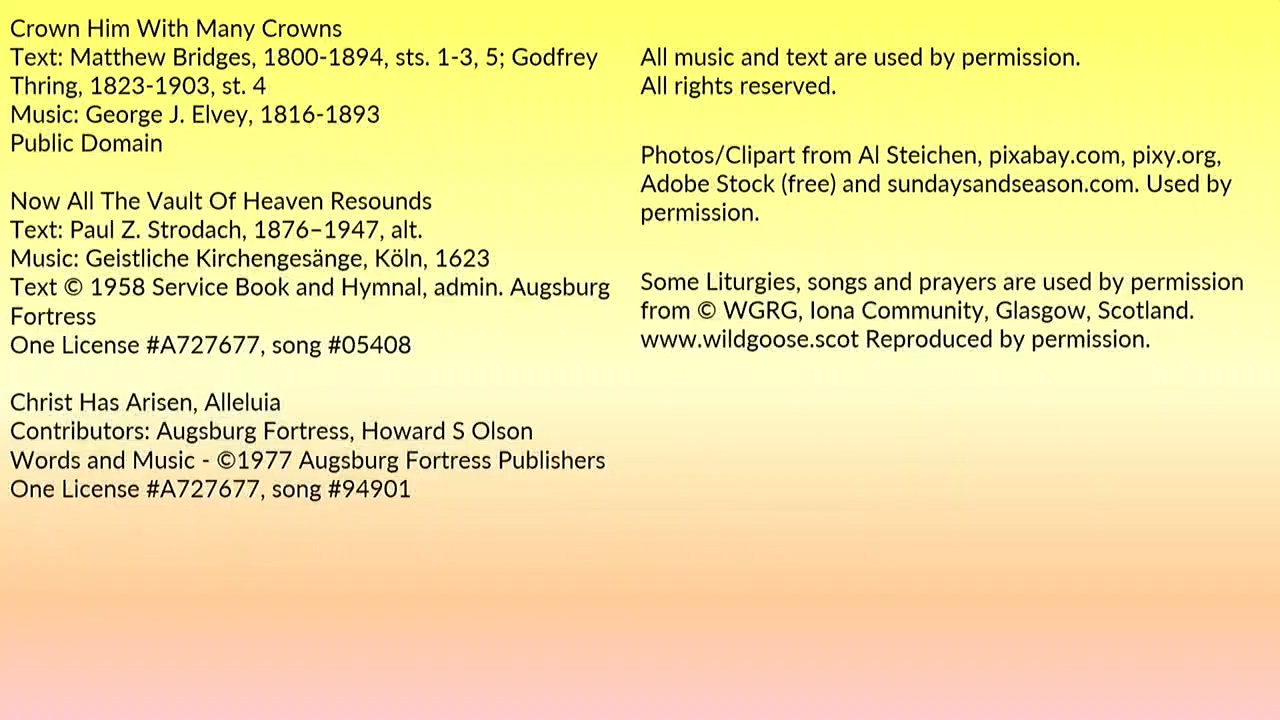 Crown Him With Many Crowns
Text: Matthew Bridges, 1800-1894, sts. 1-3, 5; Godfrey
Thring, 1823-1903, st. 4
Music: George J. Elvey, 1816-1893
Public Domain
Now All The Vault Of Heaven Resounds
Text: Paul Z. Strodach, 1876–1947, alt.
Music: Geistliche Kirchengesänge, Köln, 1623
Text © 1958 Service Book and Hymnal, admin. Augsburg
Fortress
One License #A727677, song #05408
Christ Has Arisen, Alleluia
Contributors: Augsburg Fortress, Howard S Olson
Words and Music - ©1977 Augsburg Fortress Publishers
One License #A727677, song #94901
All music and text are used by permission.
All rights reserved.
Photos/Clipart from Al Steichen, pixabay.com, pixy.org,
Adobe Stock (free) and sundaysandseason.com. Used by
permission.
Some Liturgies, songs and prayers are used by permission
from © WGRG, Iona Community, Glasgow, Scotland.
www.wildgoose.scot Reproduced by permission.